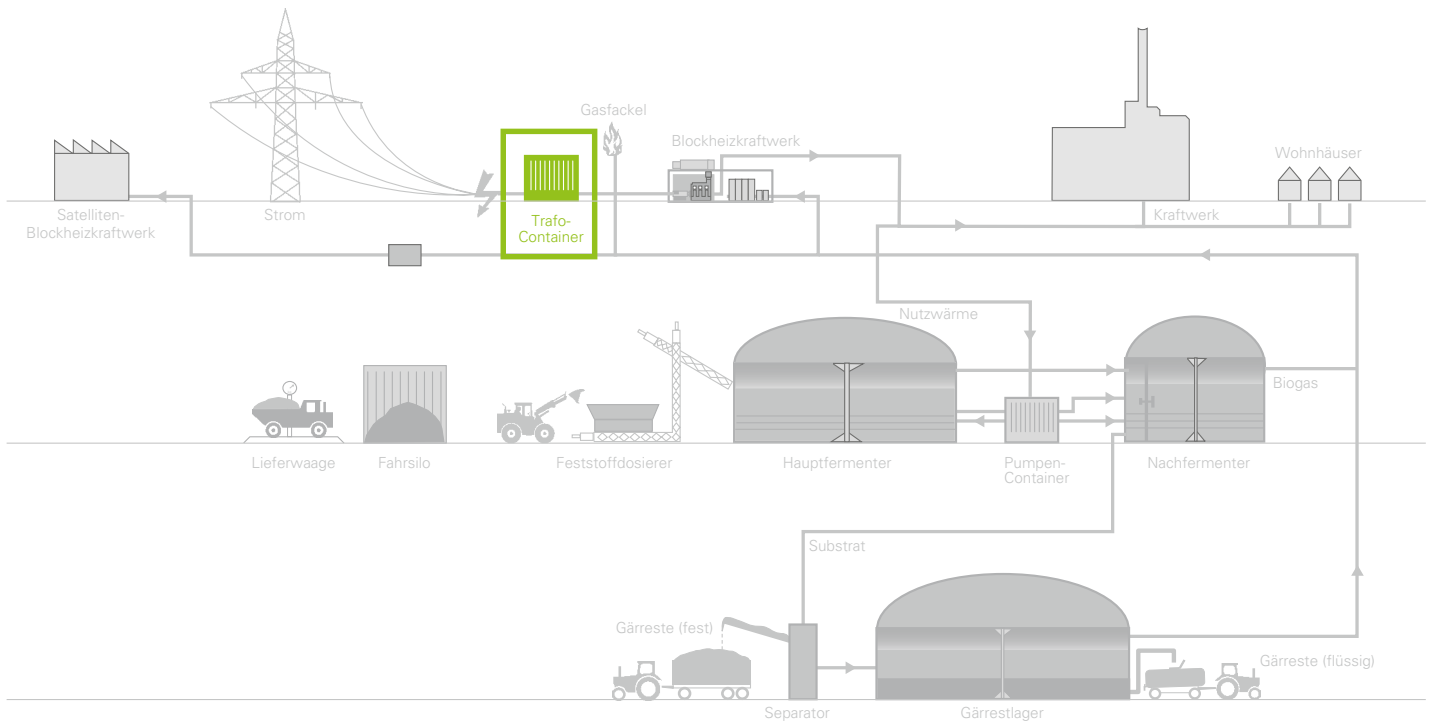 Gasfackel
Blockheizkraftwerk
Wohnhäuser
Satelliten-
Blockheizkraftwerk
Strom
Trafo-
Container
Kraftwerk
Nutzwärme
Biogas
Lieferwaage
Fahrsilo
Feststoffdosierer
Hauptfermenter
Pumpen-
Container
Nachfermenter
Substrat
Gärreste (fest)
Gärreste (flüssig)
Separator
Gärrestlager